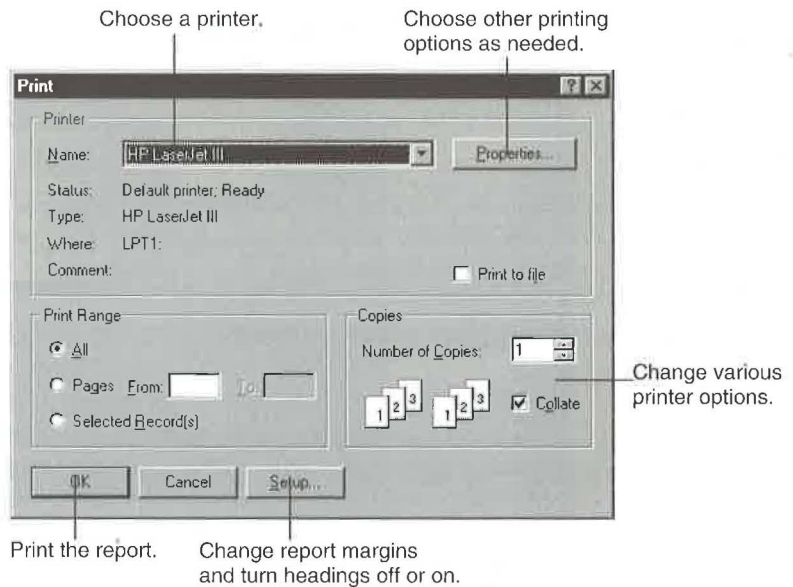 Choose a printer.
Choose other printing
options as needed.
Print
Printer
Name:
HP LaserJet III
Properties...
Status:
Default printer; Ready
Type:
HP LaserJet III
Where:
LPT1:
Comment:
Print to file
Print Range
All
Pages
From:
To:
Selected Record(s)
Copies
Number of Copies:
1
1 2 3
1 2 3
Collate
Change various
printer options.
OK
Cancel
Setup...
Print the report.
Change report margins
and turn headings off or on.